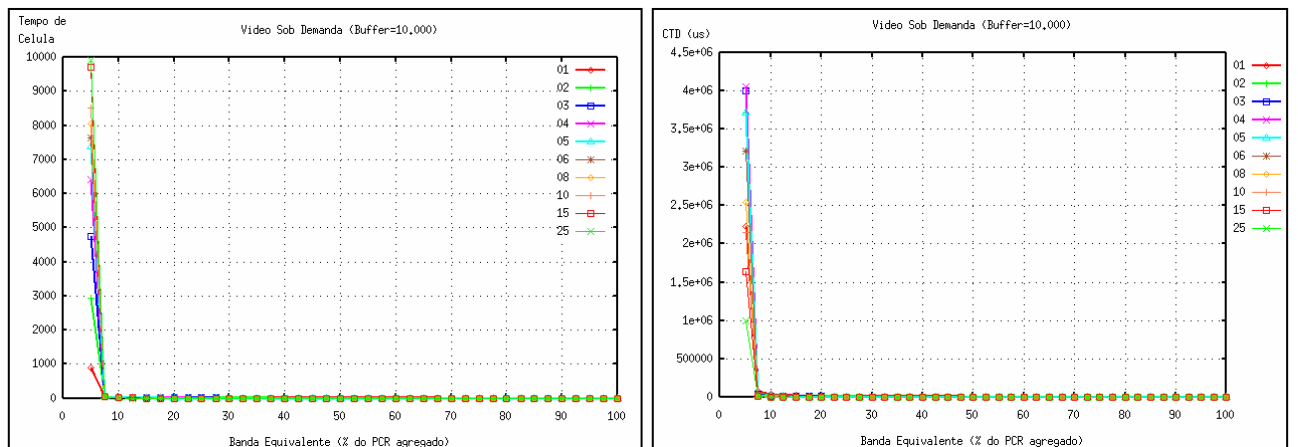 Tempo de
Celula
Video Sob Demanda (Buffer=10.000)
10000
9000
8000
7000
6000
5000
4000
3000
2000
1000
0
01
02
03
04
05
06
08
10
15
25
0 10 20 30 40 50 60 70 80 90 100
Banda Equivalente (% do PCR agregado)
CTD (us)
Video Sob Demanda (Buffer=10.000)
4.5e+06
4e+06
3.5e+06
3e+06
2.5e+06
2e+06
1.5e+06
1e+06
500000
0
01
02
03
04
05
06
08
10
15
25
0 10 20 30 40 50 60 70 80 90 100
Banda Equivalente (% do PCR agregado)